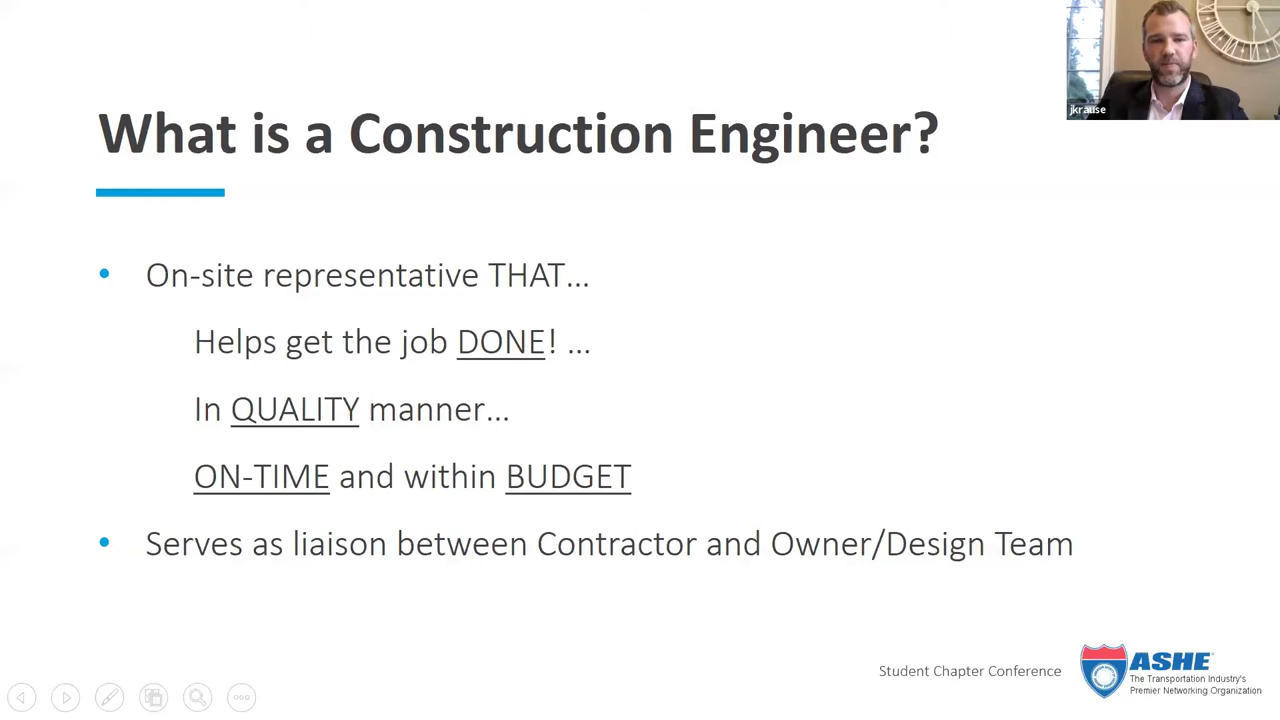 jkrause
What is a Construction Engineer?
• On-site representative THAT...
Helps get the job DONE! ...
In QUALITY manner...
ON-TIME and within BUDGET
• Serves as liaison between Contractor and Owner/Design Team
Student Chapter Conference
ASHE
The Transportation Industry's
Premier Networking Organization